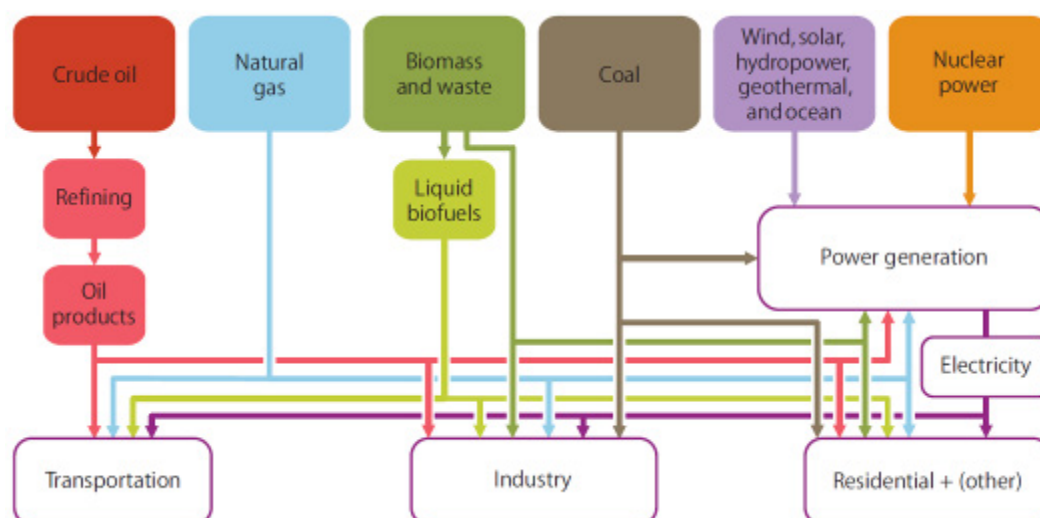 Crude oil
Natural
gas
Biomass
and waste
Coal
Wind, solar,
hydropower,
geothermal,
and ocean
Nuclear
power
Refining
Liquid
biofuels
Oil
products
Power generation
Electricity
Transportation
Industry
Residential + (other)